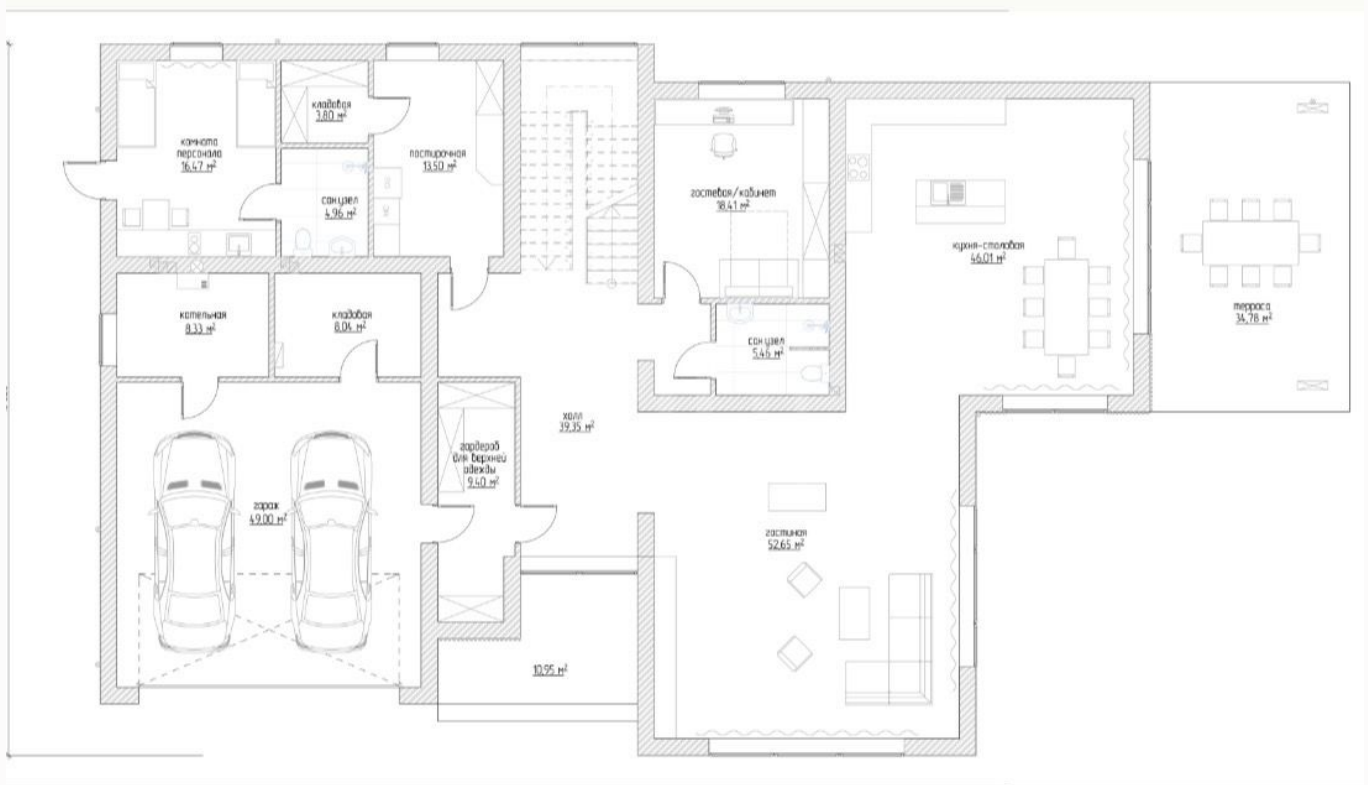 кладовая
3.80 м²
комната
персонала
16.47 м²
постирочная
13.50 м²
сан.узел
4.96 м²
гостевая/кабинет
18.41 м²
кухня-столовая
46.01 м²
терраса
34,78 м²
котельная
8.33 м²
кладовая
8.04 м²
сан.узел
5.46 м²
холл
39.35 м²
гардероб
для верхней
одежды
9.40 м²
гараж
49.00 м²
гостиная
52.65 м²
10.95 м²